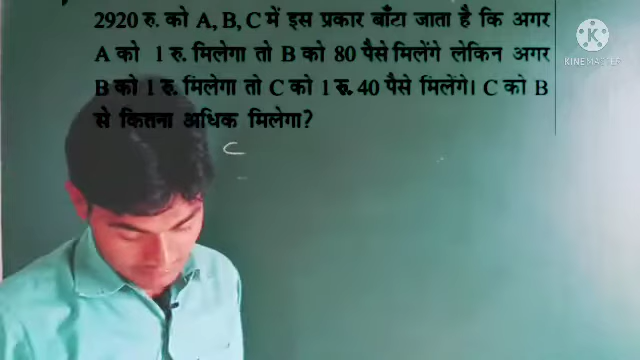 2920 रु. को A, B, C में इस प्रकार बाँटा जाता है कि अगर
A को 1 रु. मिलेगा तो B को 80 पैसे मिलेंगे लेकिन अगर
B को 1 रु. मिलेगा तो C को 1 रु. 40 पैसे मिलेंगे। C को B
से कितना अधिक मिलेगा?
C
KINEMASTER